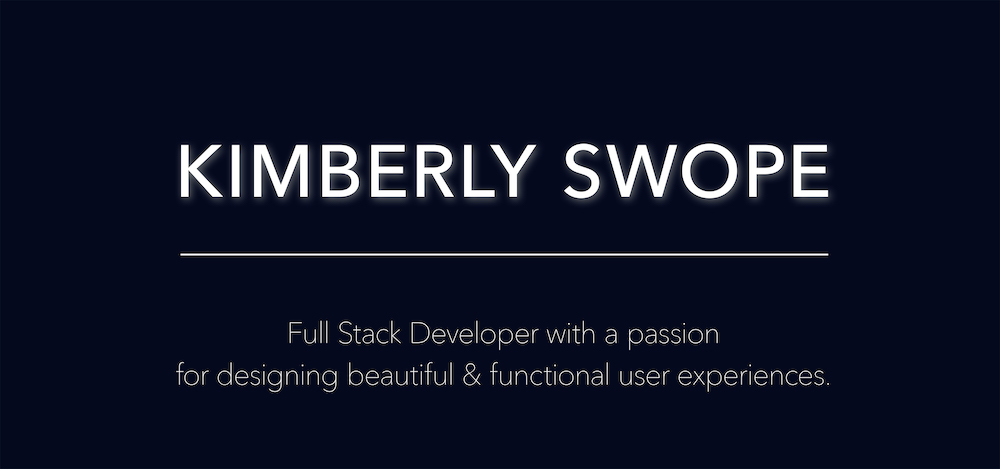 KIMBERLY SWOPE
Full Stack Developer with a passion
for designing beautiful & functional user experiences.